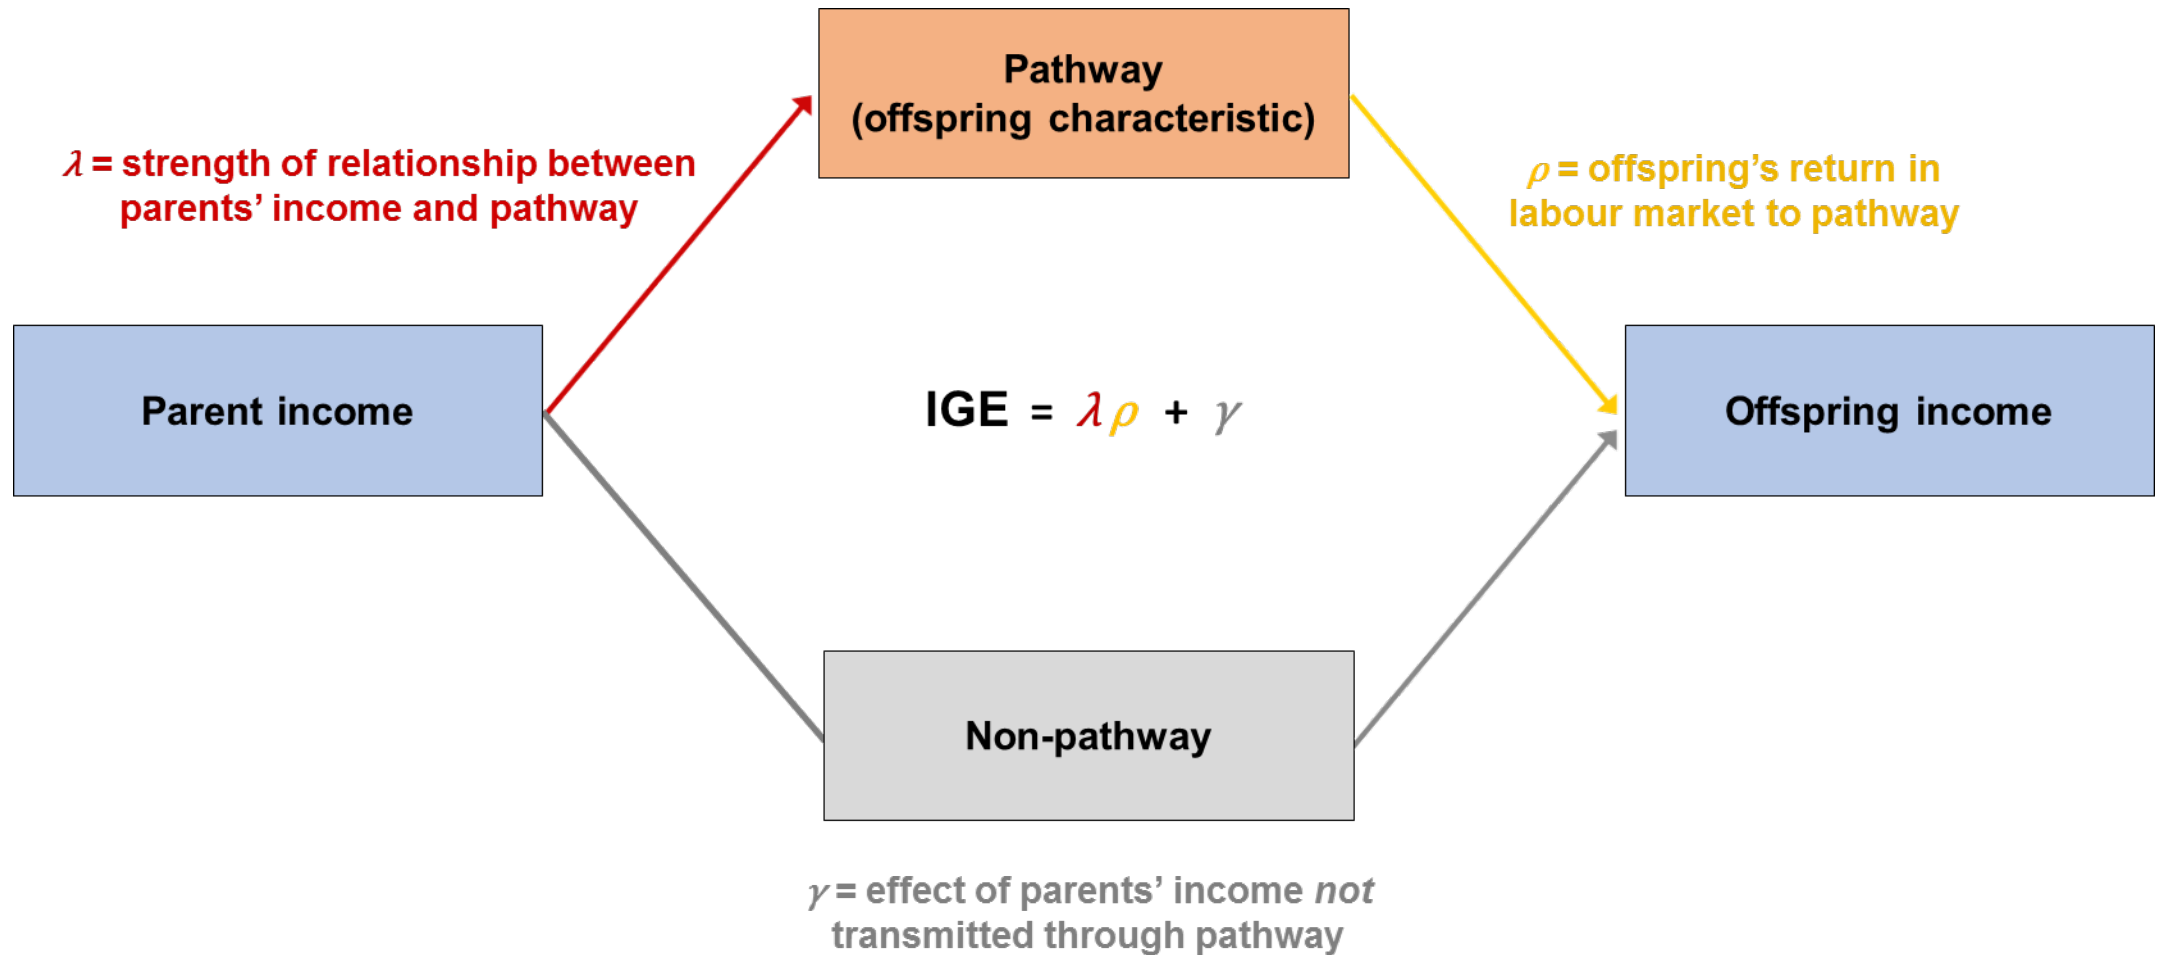 Pathway
(offspring characteristic)
λ = strength of relationship between
parents’ income and pathway
ρ = offspring’s return in
labour market to pathway
Parent income
IGE = λρ + γ
Offspring income
Non-pathway
γ = effect of parents’ income not
transmitted through pathway